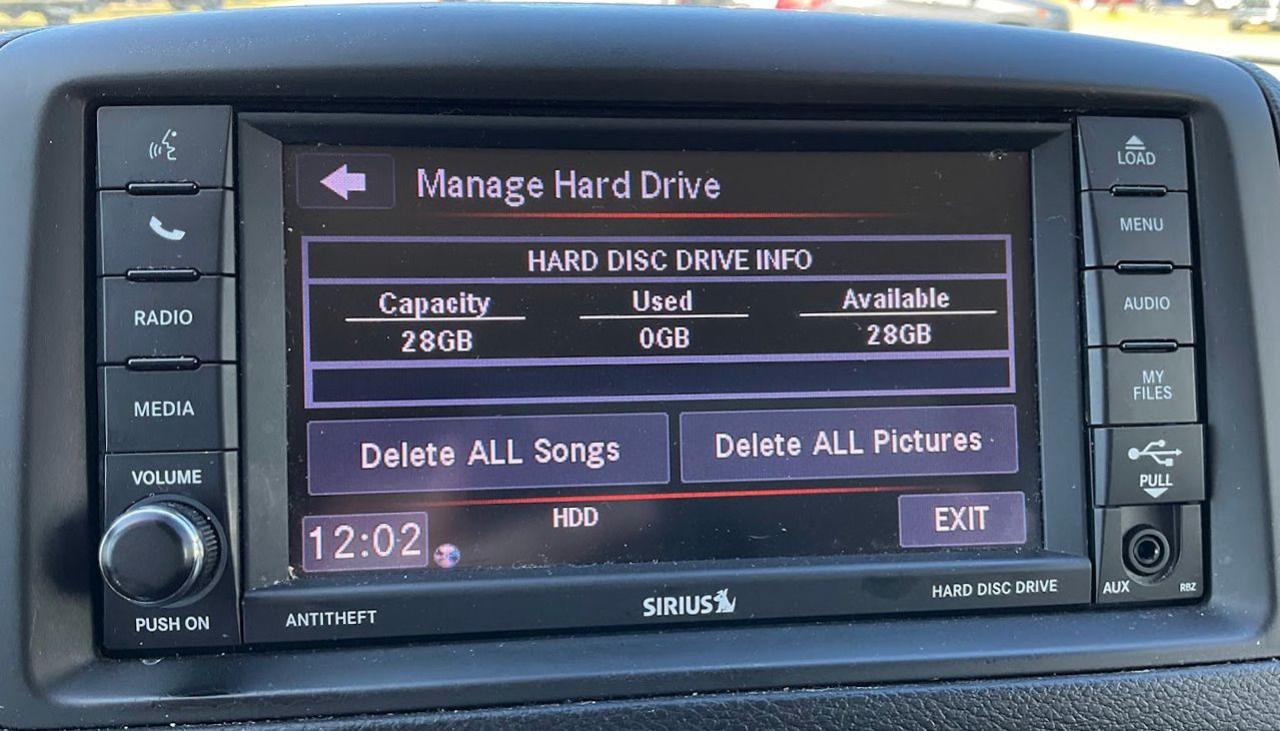 Manage Hard Drive
HARD DISC DRIVE INFO
Capacity Used Available
28GB 0GB 28GB
Delete ALL Songs Delete ALL Pictures
12:02 HDD EXIT
RADIO
MEDIA
VOLUME
PUSH ON
LOAD
MENU
AUDIO
MY
FILES
PULL
AUX RBZ
ANTITHEFT SIRIUS HARD DISC DRIVE